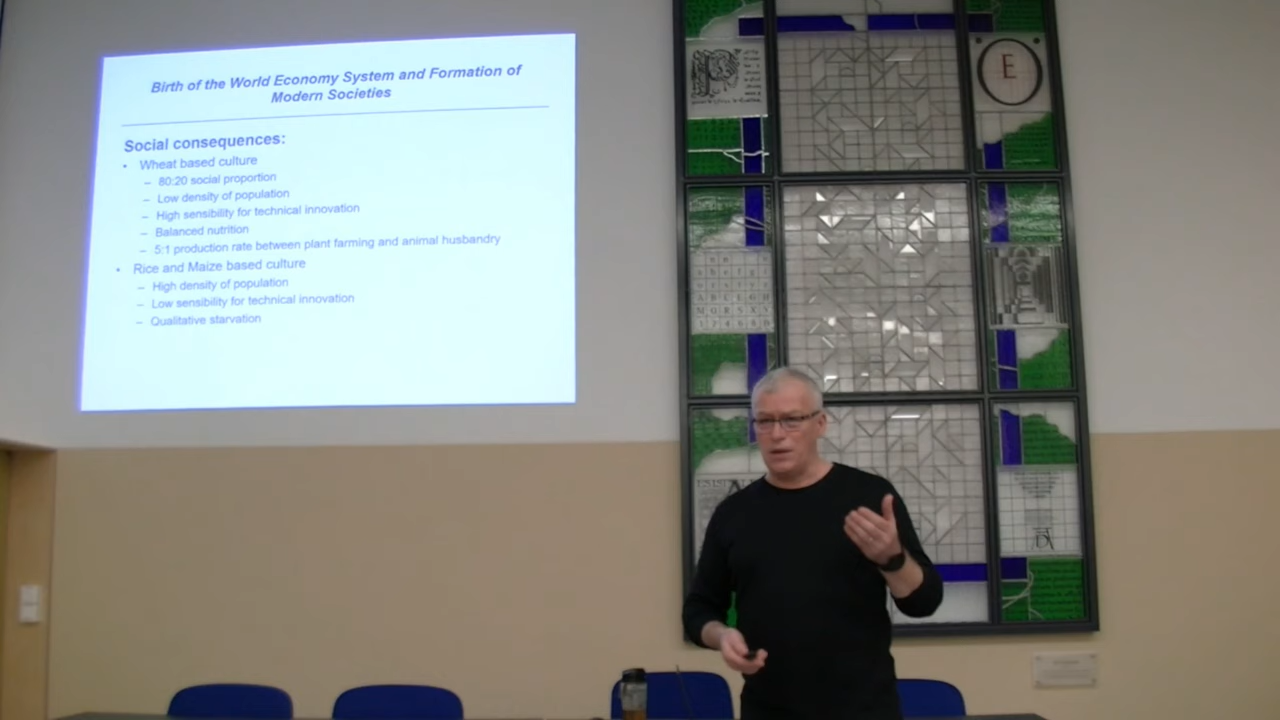 Birth of the World Economy System and Formation of
Modern Societies
Social consequences:
• Wheat based culture
– 80:20 social proportion
– Low density of population
– High sensibility for technical innovation
– Balanced nutrition
– 5:1 production rate between plant farming and animal husbandry
• Rice and Maize based culture
– High density of population
– Low sensibility for technical innovation
– Qualitative starvation
P
E